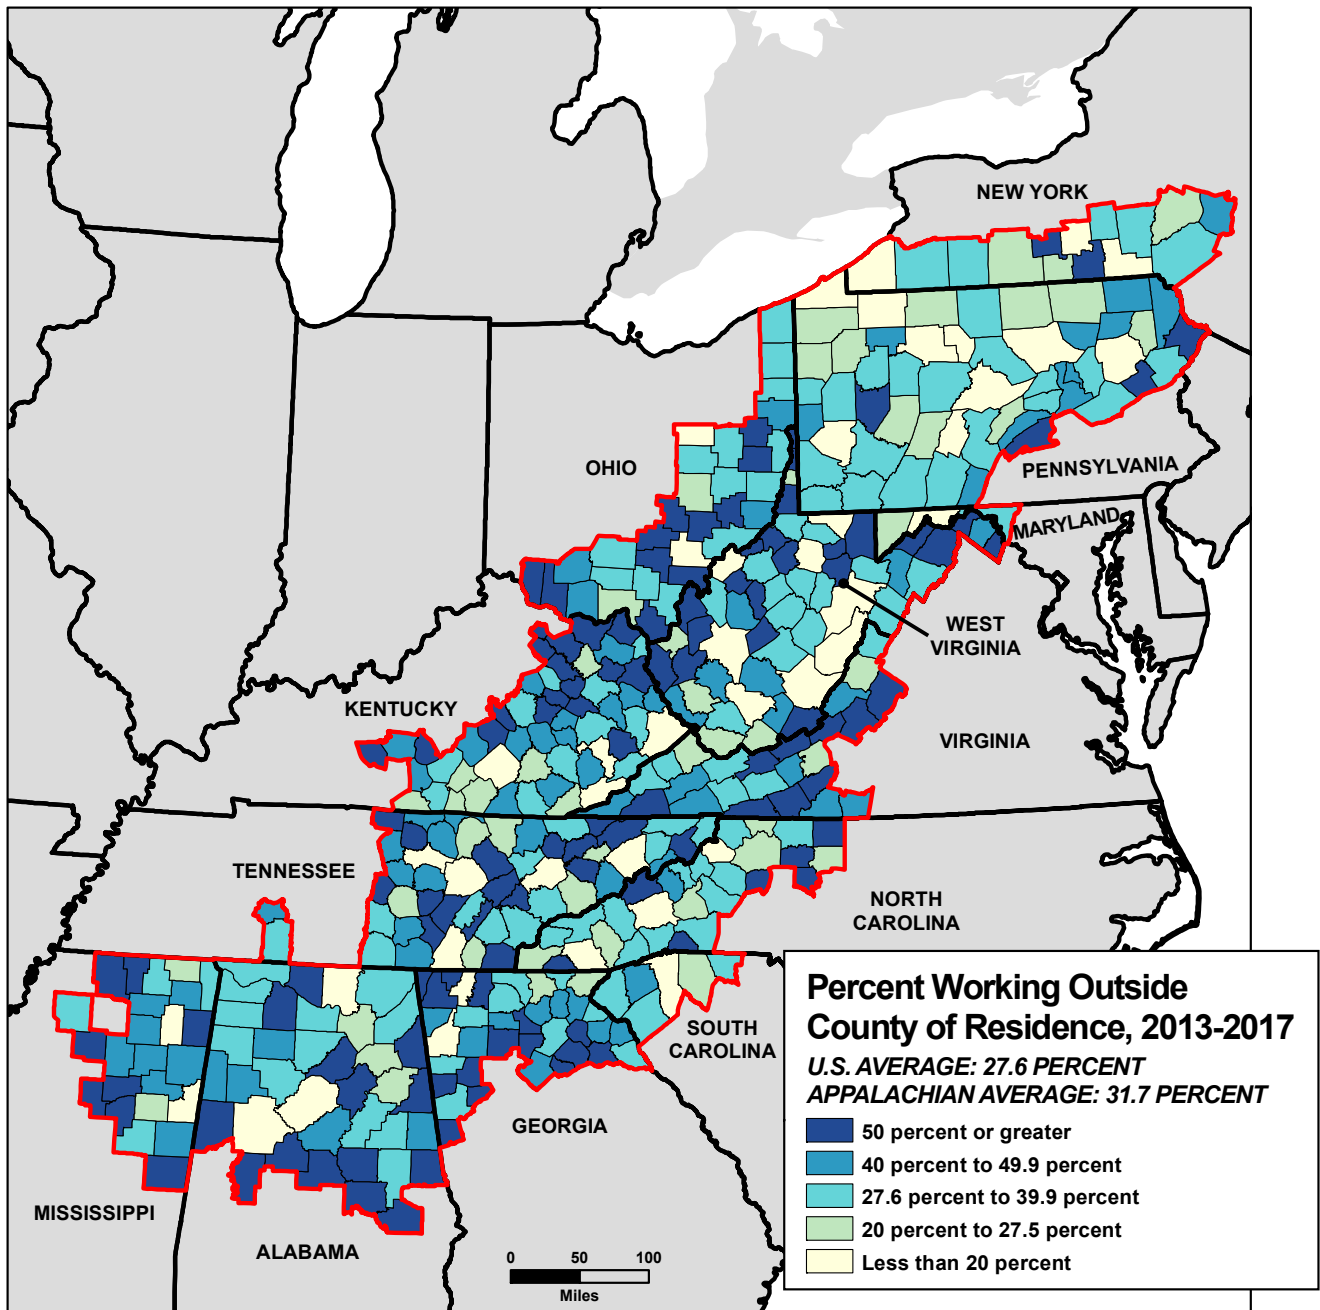 NEW YORK
OHIO
PENNSYLVANIA
MARYLAND
WEST
VIRGINIA
KENTUCKY
VIRGINIA
TENNESSEE
NORTH
CAROLINA
SOUTH
CAROLINA
GEORGIA
MISSISSIPPI
ALABAMA
0 50 100
Miles
Percent Working Outside
County of Residence, 2013-2017
U.S. AVERAGE: 27.6 PERCENT
APPALACHIAN AVERAGE: 31.7 PERCENT
50 percent or greater
40 percent to 49.9 percent
27.6 percent to 39.9 percent
20 percent to 27.5 percent
Less than 20 percent